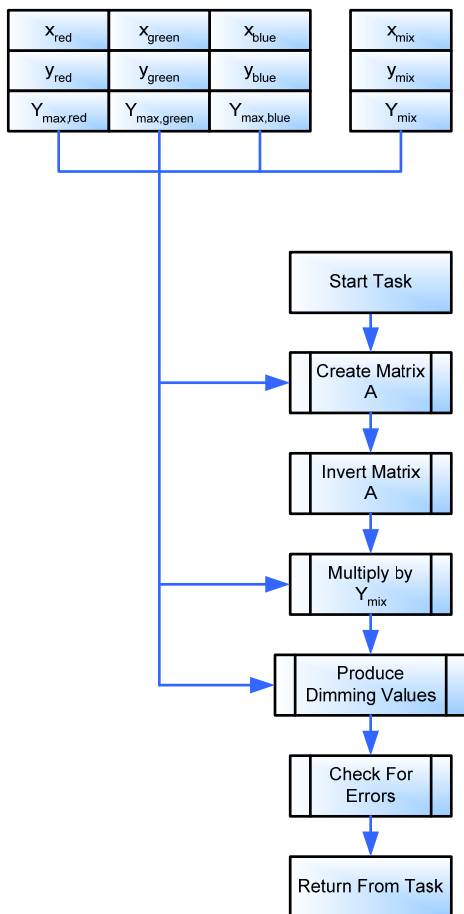 x_red x_green x_blue x_mix
y_red y_green y_blue y_mix
Y_max,red Y_max,green Y_max,blue Y_mix
Start Task
Create Matrix
A
Invert Matrix
A
Multiply by
Y_mix
Produce
Dimming Values
Check For
Errors
Return From Task